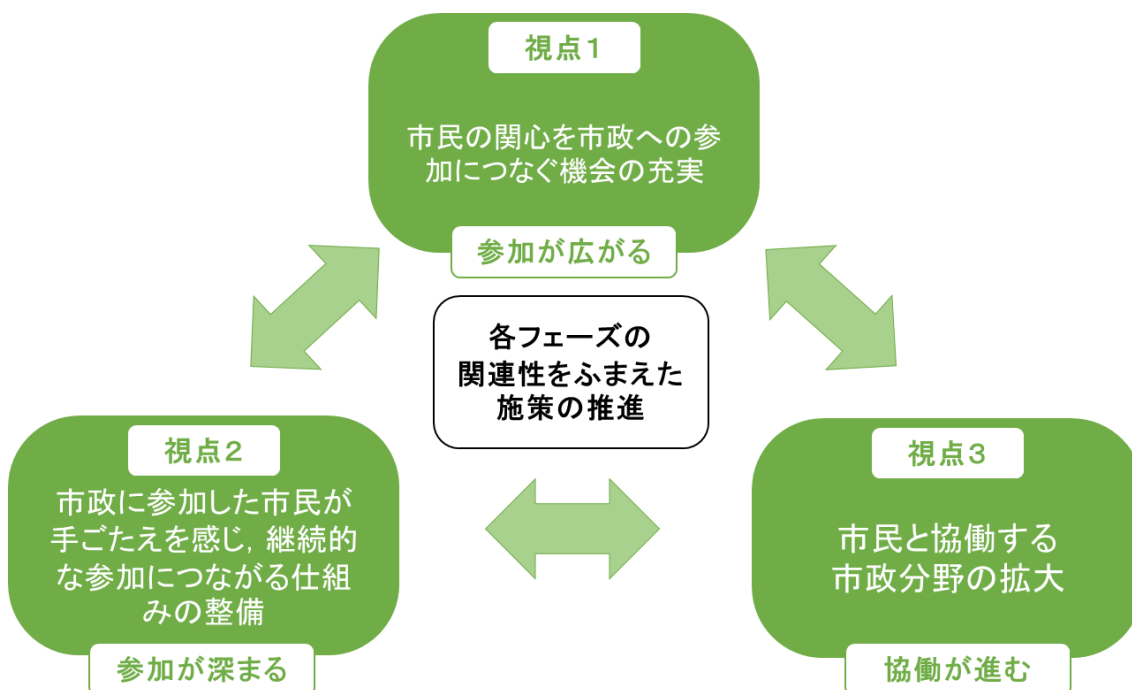 視点１
市民の関心を市政への参
加につなぐ機会の充実
参加が広がる
各フェーズの
関連性をふまえた
施策の推進
視点２
市政に参加した市民が
手ごたえを感じ，継続的
な参加につながる仕組
みの整備
参加が深まる
視点３
市民と協働する
市政分野の拡大
協働が進む